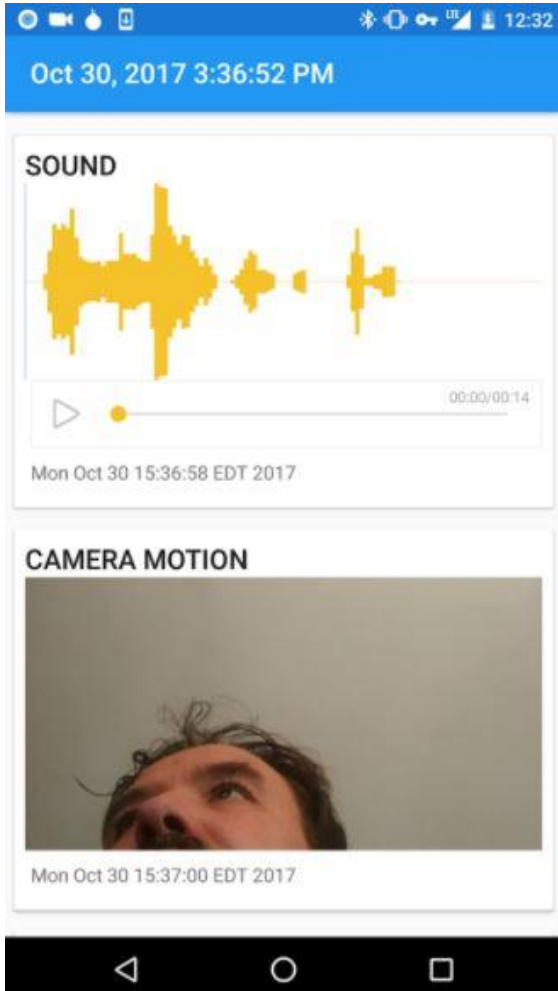 LTE 12:32
Oct 30, 2017 3:36:52 PM
SOUND
00:00/00:14
Mon Oct 30 15:36:58 EDT 2017
CAMERA MOTION
Mon Oct 30 15:37:00 EDT 2017